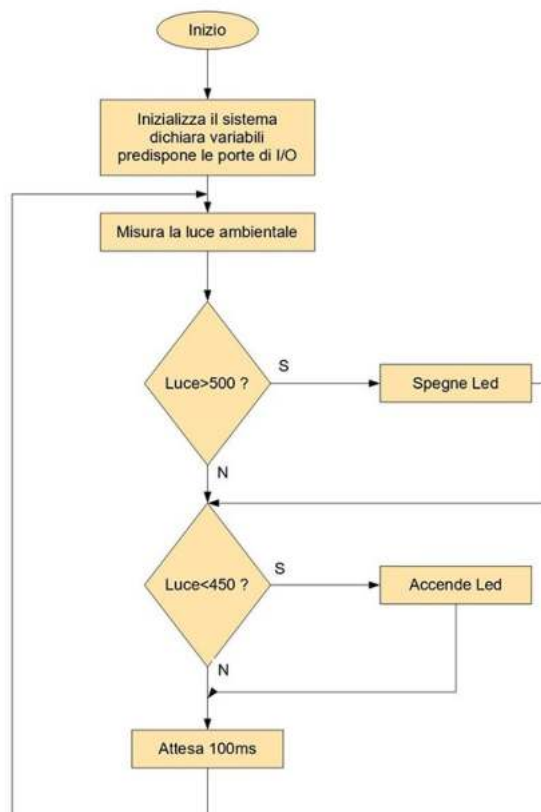 Inizio
Inizializza il sistema
dichiara variabili
predispone le porte di I/O
Misura la luce ambientale
Luce>500 ?
S
Spegne Led
N
Luce<450 ?
S
Accende Led
N
Attesa 100ms